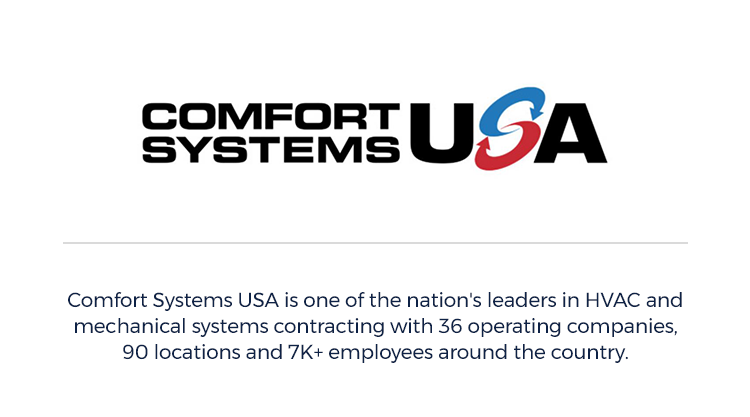 COMFORT
SYSTEMS USA
Comfort Systems USA is one of the nation's leaders in HVAC and
mechanical systems contracting with 36 operating companies,
90 locations and 7K+ employees around the country.